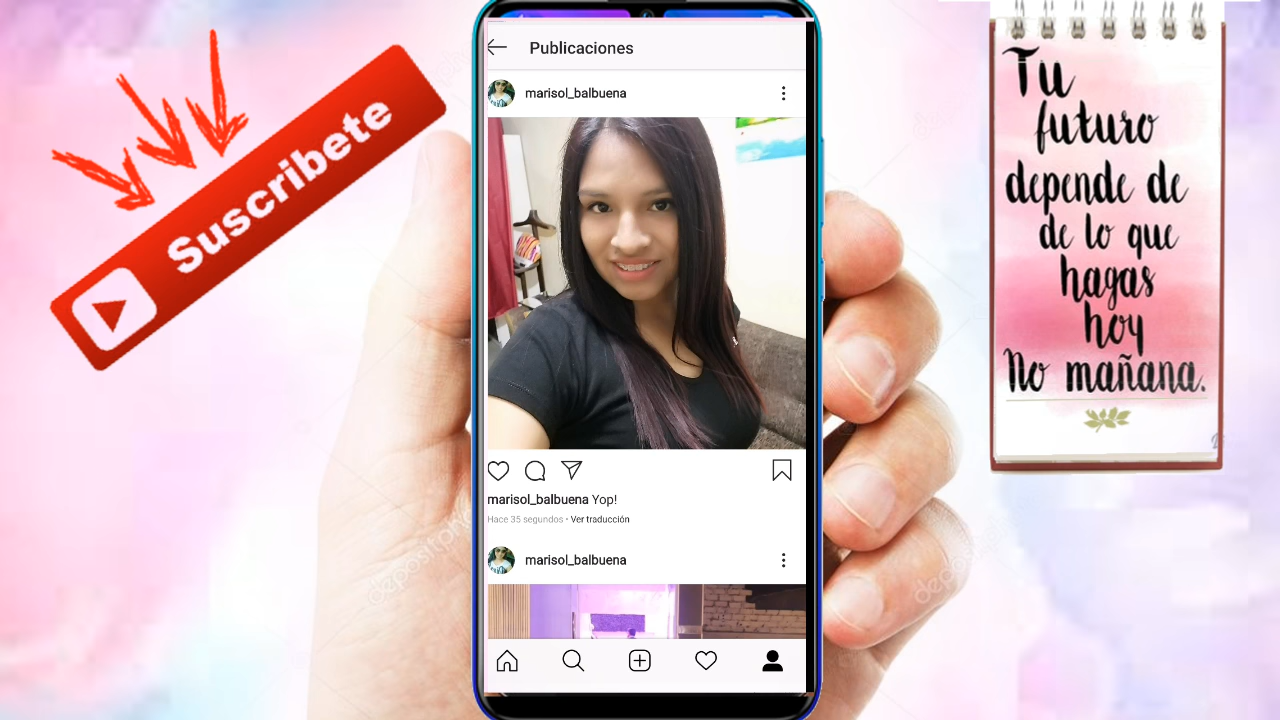 Suscribete
Publicaciones
marisol_balbuena
marisol_balbuena Yop!
Hace 35 segundos • Ver traducción
marisol_balbuena
Tu
futuro
depende de
de lo que
hagas
hoy
No mañana.